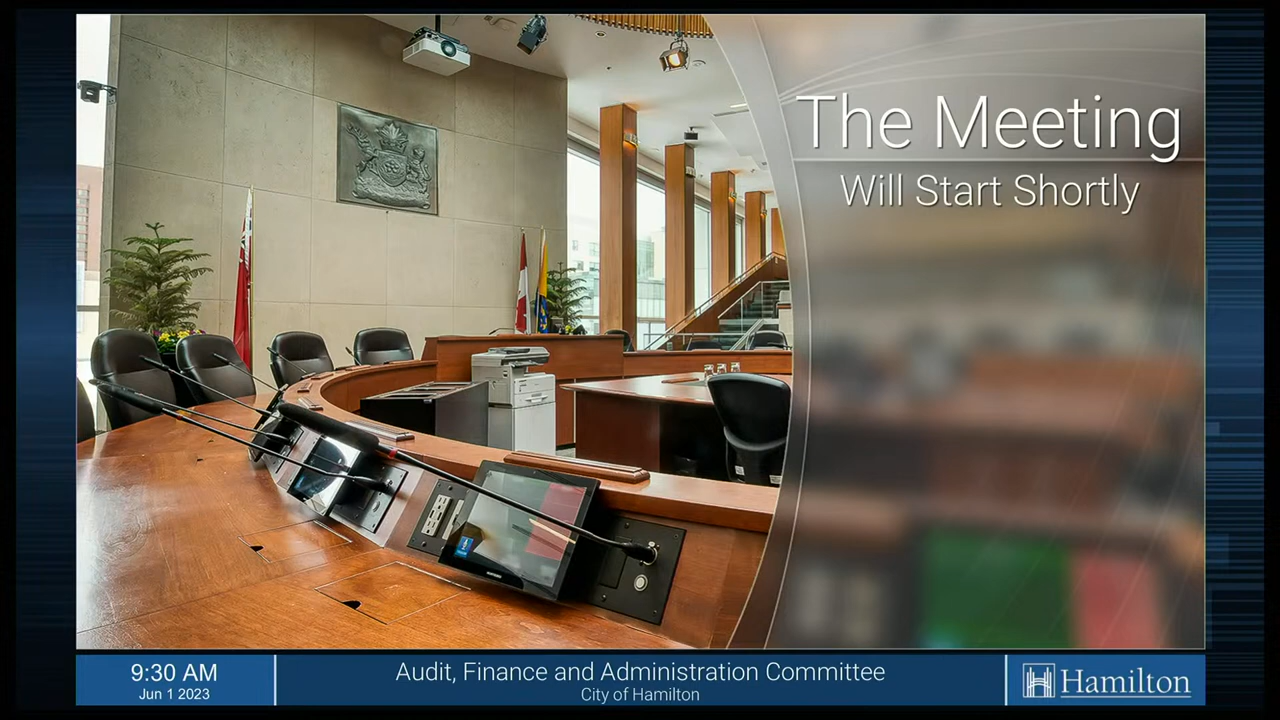 The Meeting
Will Start Shortly
9:30 AM
Jun 1 2023
Audit, Finance and Administration Committee
City of Hamilton
Hamilton